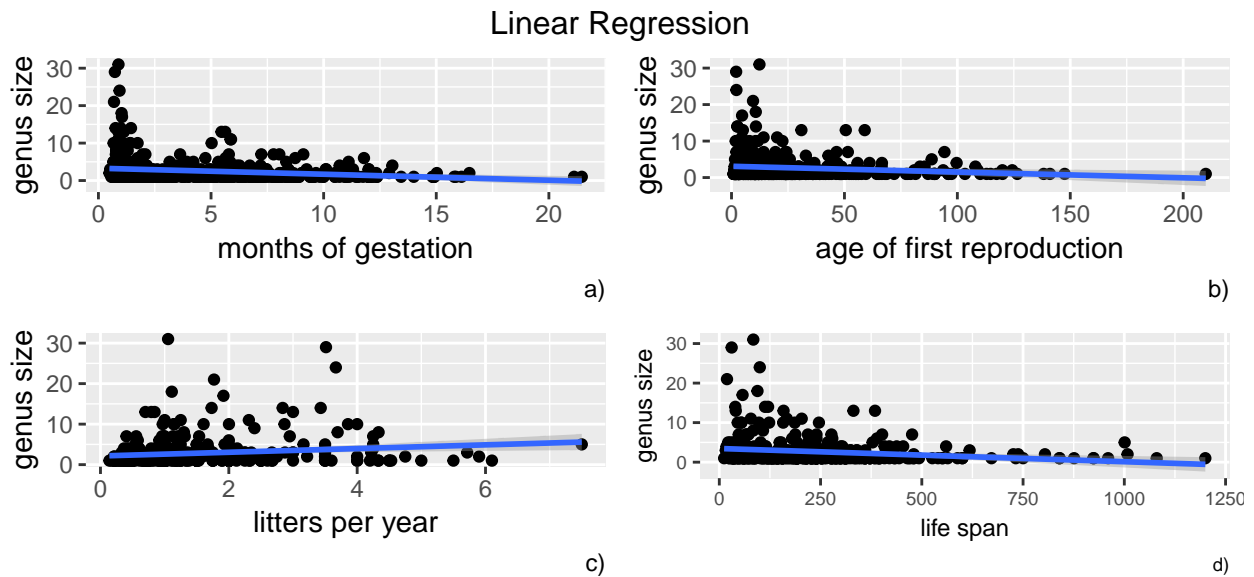 Linear Regression
genus size
30
20
10
0
0 5 10 15 20
months of gestation
a)
genus size
30
20
10
0
0 50 100 150 200
age of first reproduction
b)
genus size
30
20
10
0
0 2 4 6
litters per year
c)
genus size
30
20
10
0
0 250 500 750 1000 1250
life span
d)